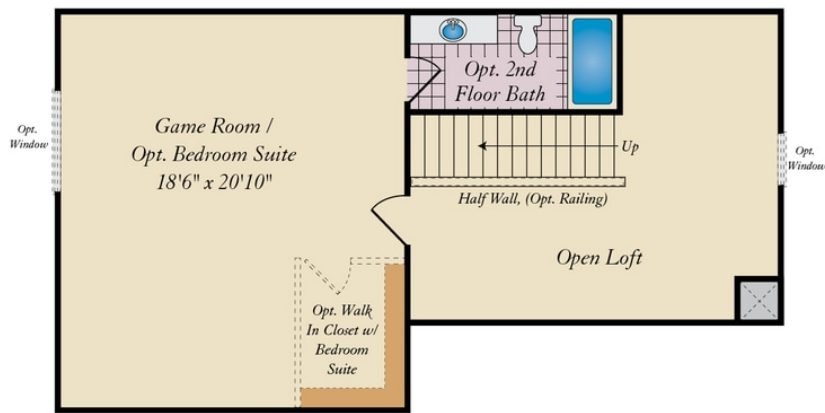 Opt. 2nd
Floor Bath
Game Room /
Opt. Bedroom Suite
18'6" x 20'10"
Opt.
Window
Up
Opt.
Window
Half Wall, (Opt. Railing)
Open Loft
Opt. Walk
In Closet w/
Bedroom
Suite